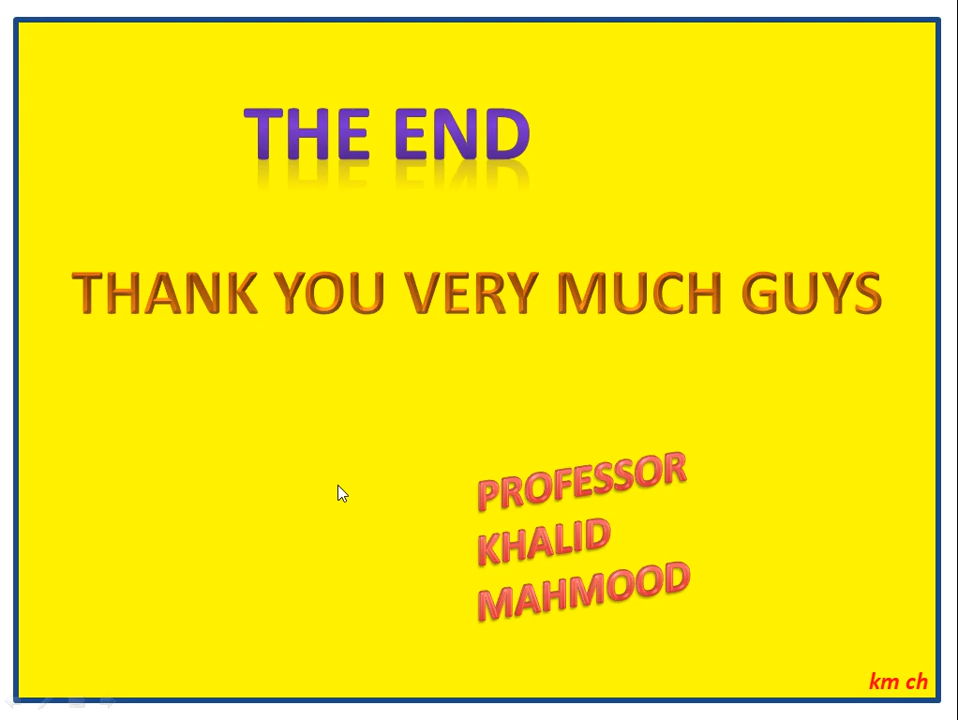 THE END
THANK YOU VERY MUCH GUYS
PROFESSOR
KHALID
MAHMOOD
km ch